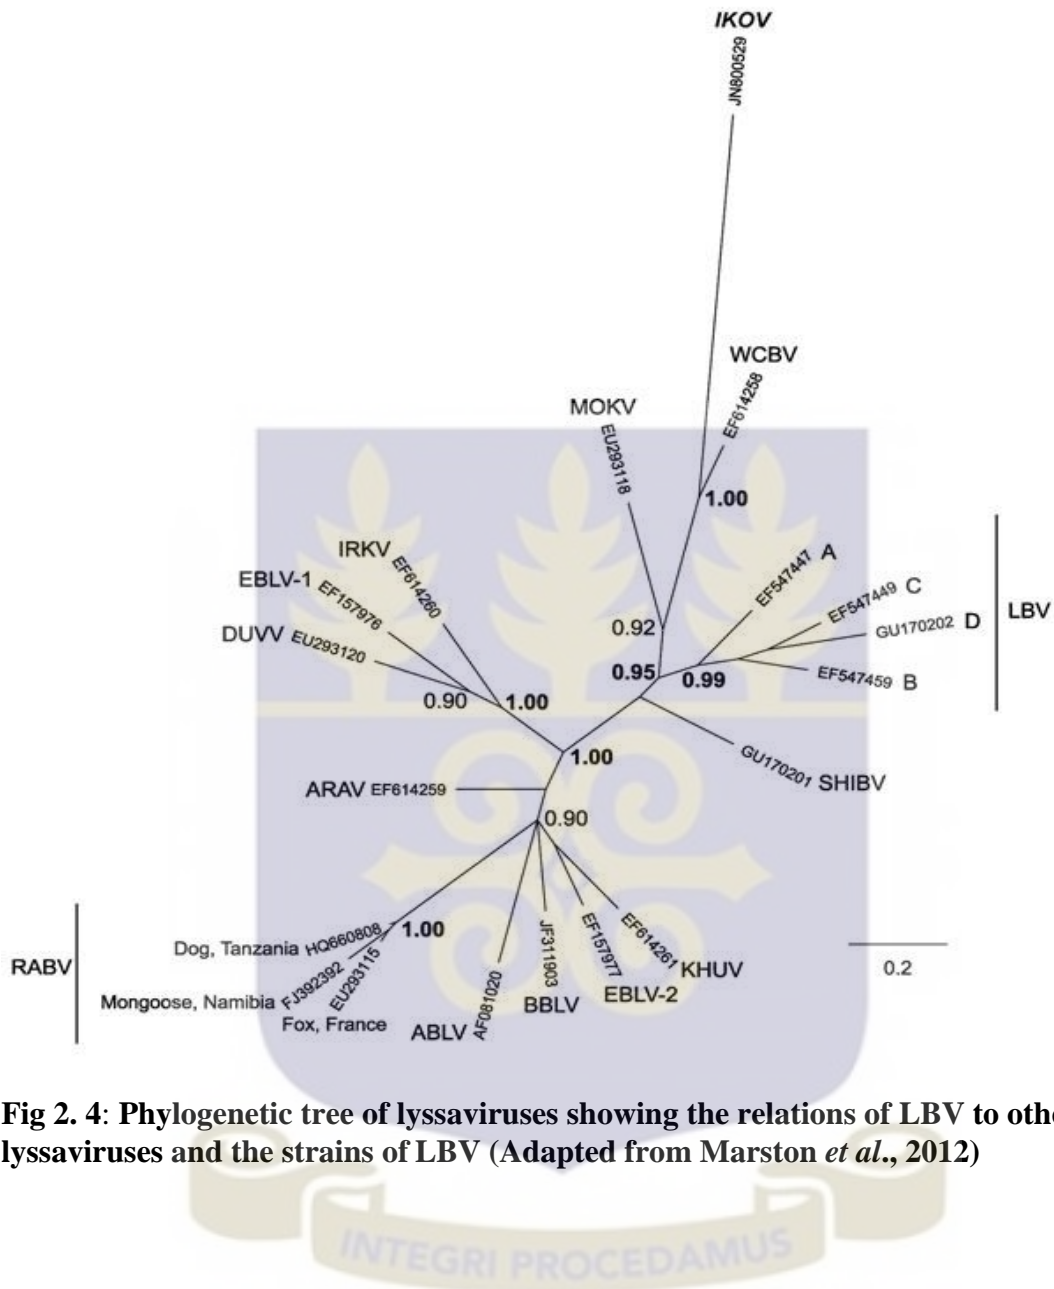 IKOV
JN800529
WCBV
EF614258
MOKV
EU293118
1.00
IRKV
EF614260
EBLV-1 EF157976
DUVV EU293120
0.90
1.00
EF547447 A
EF547449 C
GU170202 D
EF547459 B
LBV
0.92
0.95
0.99
GU170201 SHIBV
1.00
ARAV EF614259
0.90
1.00
RABV
Dog, Tanzania HQ660808
Mongoose, Namibia FJ392392
EU293115
Fox, France
ABLV AF081020
JF311903
BBLV
EF157977
EBLV-2
EF614261
KHUV
0.2
Fig 2. 4: Phylogenetic tree of lyssaviruses showing the relations of LBV to othe
lyssaviruses and the strains of LBV (Adapted from Marston et al., 2012)
INTEGRI PROCEDAMUS